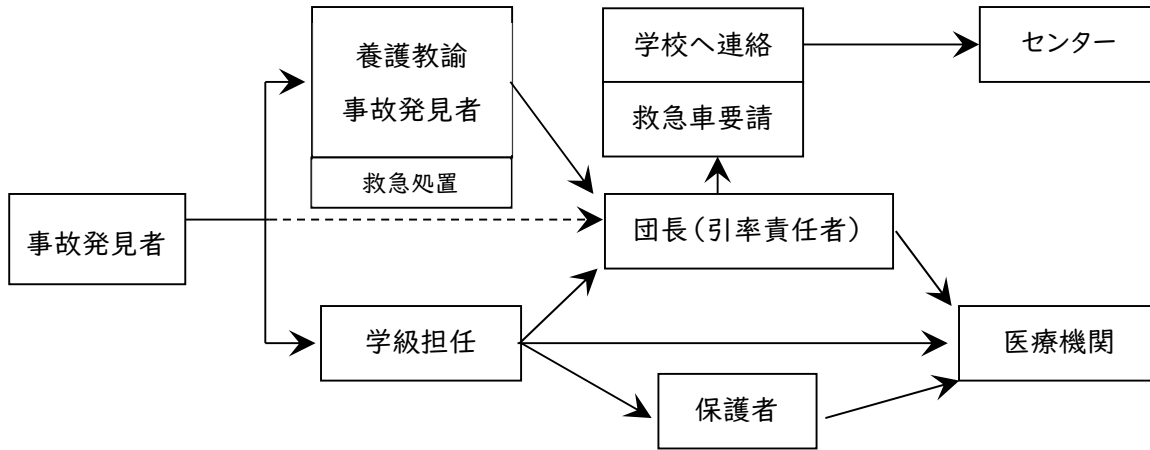 養護教諭
事故発見者
救急処置
学校へ連絡
救急車要請
センター
事故発見者
団長(引率責任者)
学級担任
医療機関
保護者